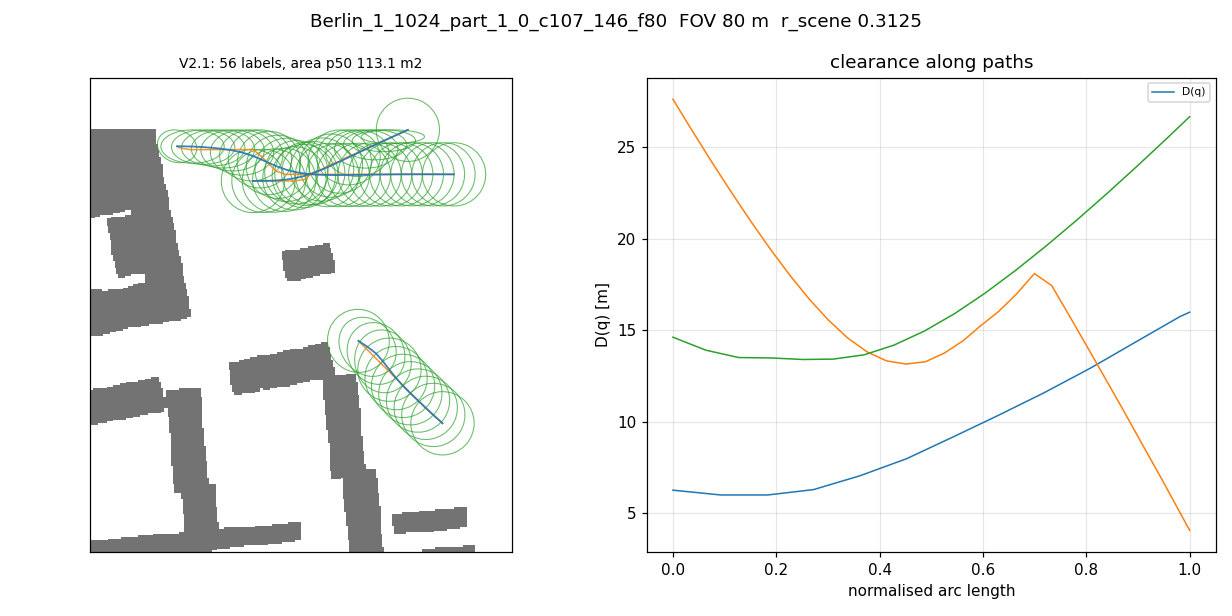 Berlin_1_1024_part_1_0_c107_146_f80 FOV 80 m r_scene 0.3125
V2.1: 56 labels, area p50 113.1 m2
clearance along paths
D(q)
25
20
15
10
5
D(q) [m]
0.0 0.2 0.4 0.6 0.8 1.0
normalised arc length